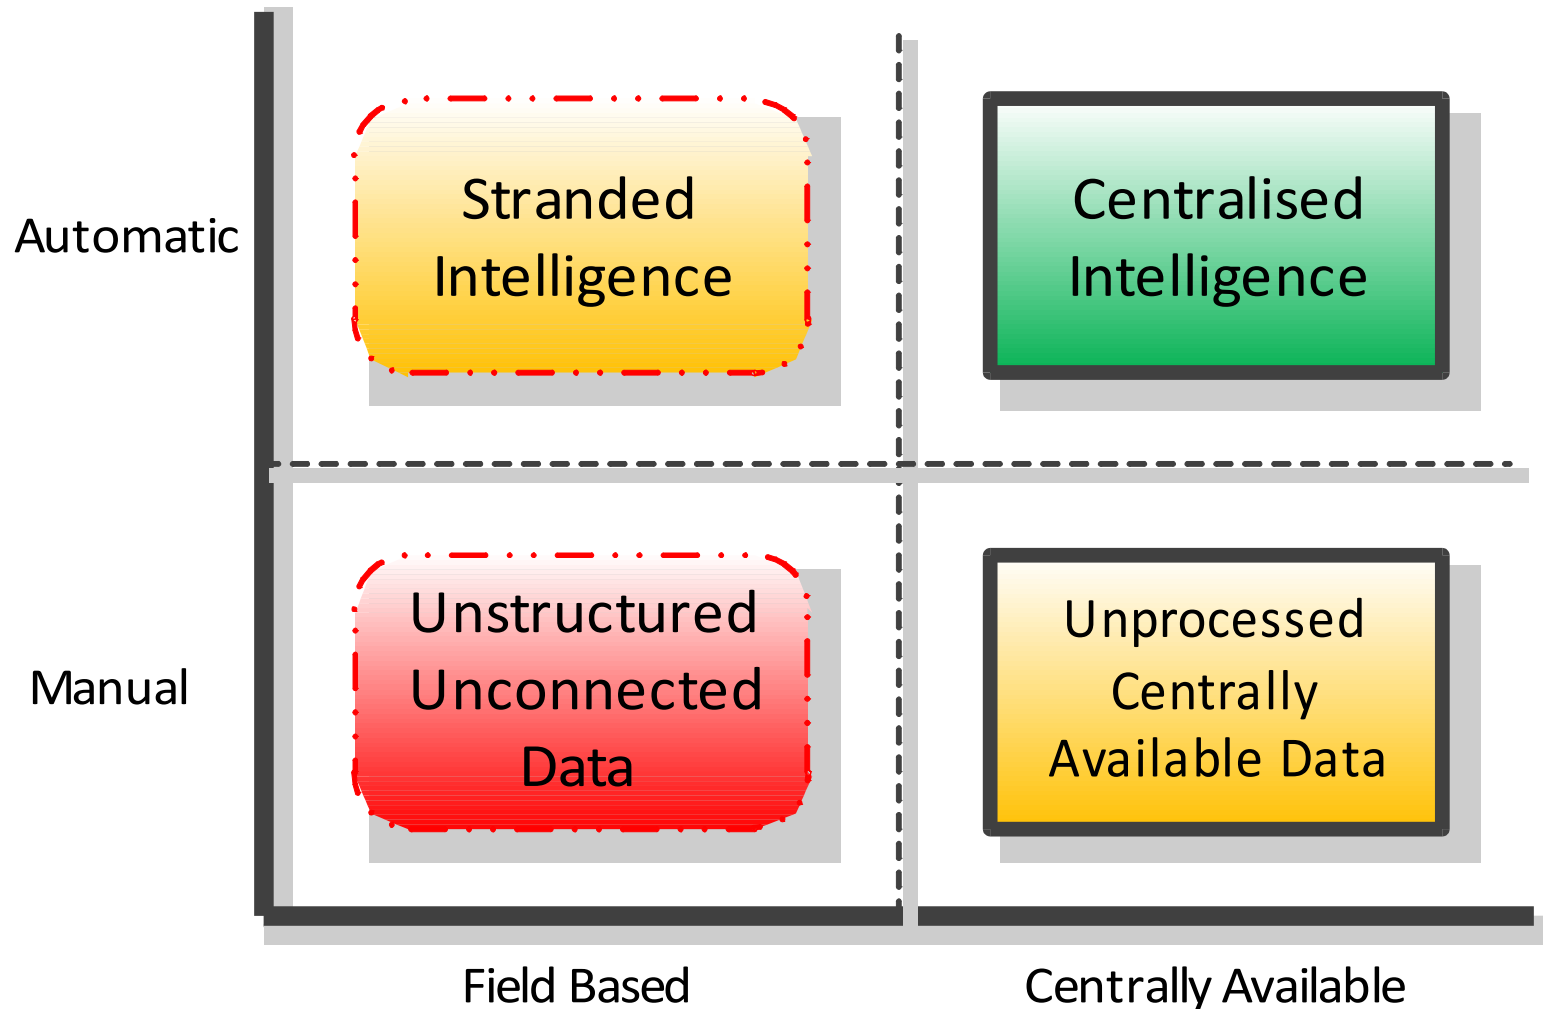 Automatic
Stranded
Intelligence
Centralised
Intelligence
Manual
Unstructured
Unconnected
Data
Unprocessed
Centrally
Available Data
Field Based
Centrally Available